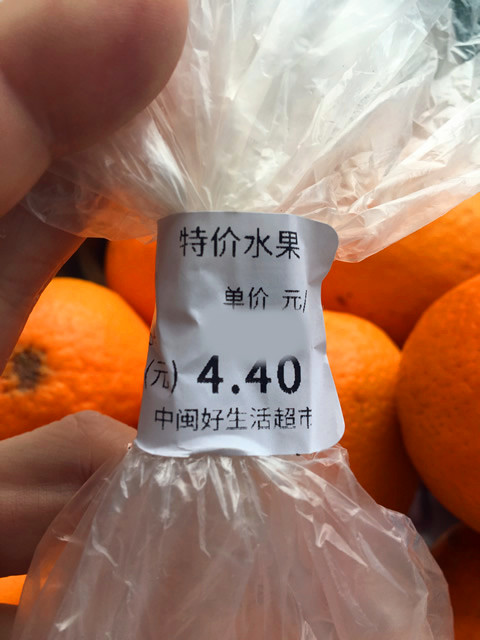 特价水果
单价 元/
(元) 4.40
中闽好生活超市